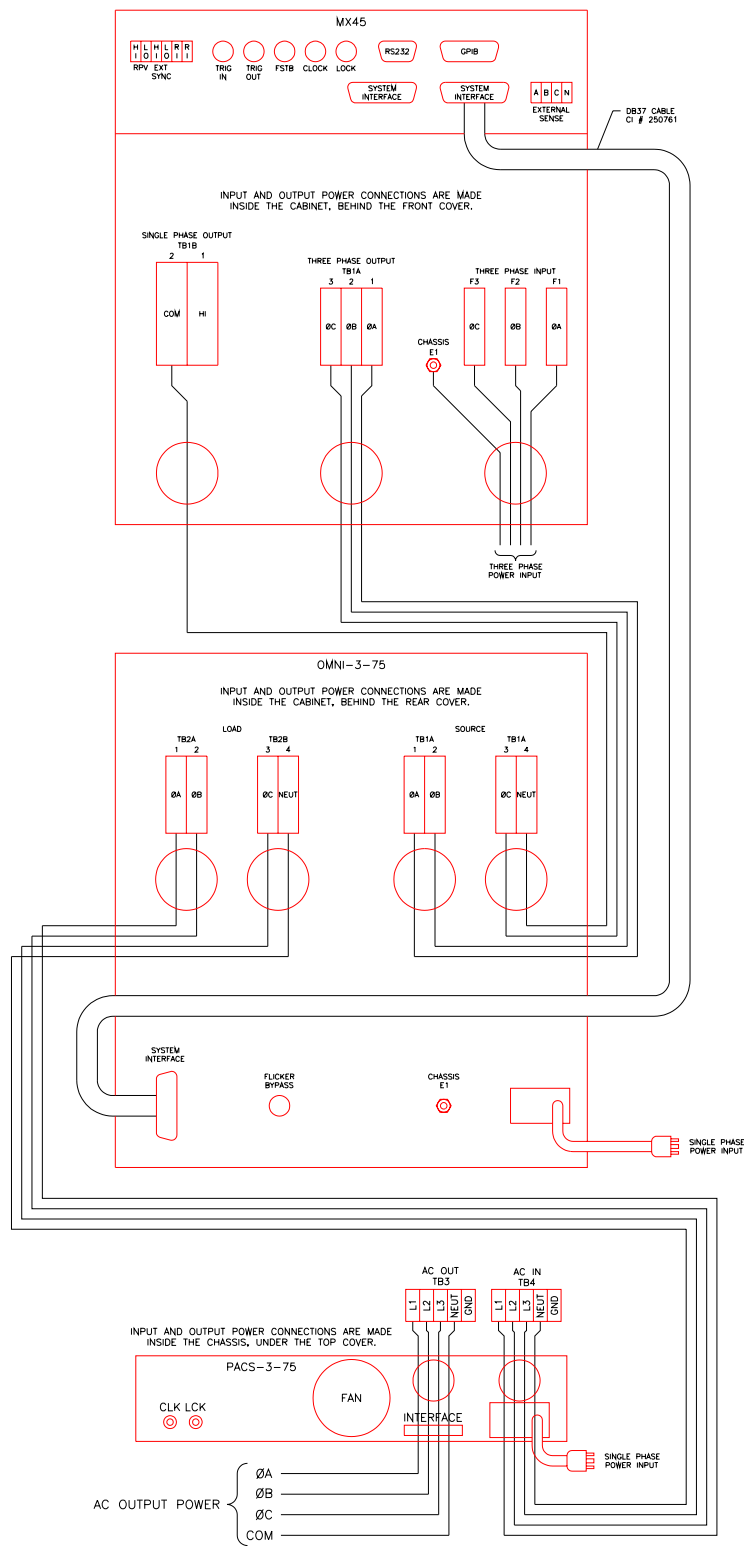 MX45
HI LO HI LO RI RI
RPV EXT
SYNC
TRIG
IN
TRIG
OUT
FSTB
CLOCK
LOCK
RS232
GPIB
SYSTEM
INTERFACE
SYSTEM
INTERFACE
A B C N
EXTERNAL
SENSE
DB37 CABLE
CI # 250761
INPUT AND OUTPUT POWER CONNECTIONS ARE MADE
INSIDE THE CABINET, BEHIND THE FRONT COVER.
SINGLE PHASE OUTPUT
TB1B
2 1
COM HI
THREE PHASE OUTPUT
TB1A
3 2 1
ØC ØB ØA
CHASSIS
E1
THREE PHASE INPUT
F3 F2 F1
ØC ØB ØA
THREE PHASE
POWER INPUT
OMNI-3-75
INPUT AND OUTPUT POWER CONNECTIONS ARE MADE
INSIDE THE CABINET, BEHIND THE REAR COVER.
LOAD
TB2A
1 2
ØA ØB
TB2B
3 4
ØC NEUT
SOURCE
TB1A
1 2
ØA ØB
TB1A
3 4
ØC NEUT
SYSTEM
INTERFACE
FLICKER
BYPASS
CHASSIS
E1
SINGLE PHASE
POWER INPUT
AC OUT
TB3
L1 L2 L3 NEUT GND
AC IN
TB4
L1 L2 L3 NEUT GND
INPUT AND OUTPUT POWER CONNECTIONS ARE MADE
INSIDE THE CHASSIS, UNDER THE TOP COVER.
PACS-3-75
CLK LCK
FAN
INTERFACE
SINGLE PHASE
POWER INPUT
AC OUTPUT POWER
ØA
ØB
ØC
COM